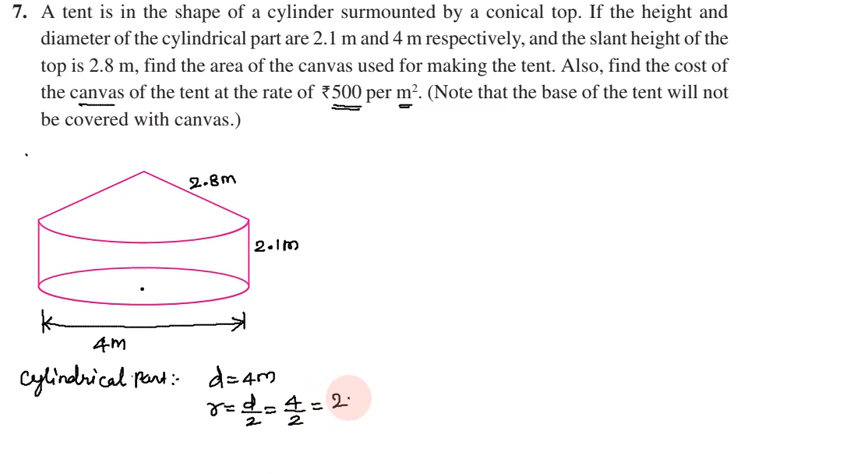 7. A tent is in the shape of a cylinder surmounted by a conical top. If the height and
diameter of the cylindrical part are 2.1 m and 4 m respectively, and the slant height of the
top is 2.8 m, find the area of the canvas used for making the tent. Also, find the cost of
the canvas of the tent at the rate of ₹500 per m². (Note that the base of the tent will not
be covered with canvas.)
2.8m
2.1m
4m
Cylindrical part:- d=4m
r=d/2=4/2=2.